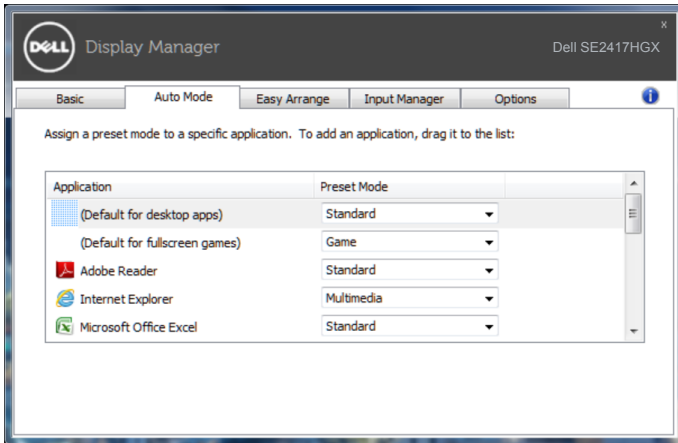 DELL Display Manager
x
Dell SE2417HGX
Basic Auto Mode Easy Arrange Input Manager Options i
Assign a preset mode to a specific application. To add an application, drag it to the list:
Application Preset Mode
(Default for desktop apps) Standard
(Default for fullscreen games) Game
Adobe Reader Standard
Internet Explorer Multimedia
Microsoft Office Excel Standard